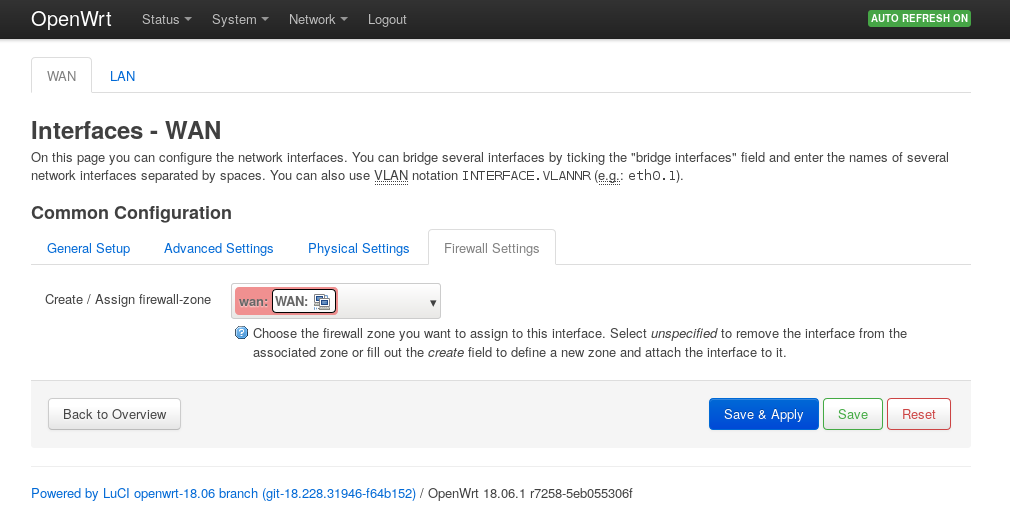 OpenWrt Status System Network Logout AUTO REFRESH ON
WAN LAN
Interfaces - WAN
On this page you can configure the network interfaces. You can bridge several interfaces by ticking the "bridge interfaces" field and enter the names of several
network interfaces separated by spaces. You can also use VLAN notation INTERFACE.VLANNR (e.g.: eth0.1).
Common Configuration
General Setup Advanced Settings Physical Settings Firewall Settings
Create / Assign firewall-zone wan: WAN:
Choose the firewall zone you want to assign to this interface. Select unspecified to remove the interface from the
associated zone or fill out the create field to define a new zone and attach the interface to it.
Back to Overview Save & Apply Save Reset
Powered by LuCI openwrt-18.06 branch (git-18.228.31946-f64b152) / OpenWrt 18.06.1 r7258-5eb055306f